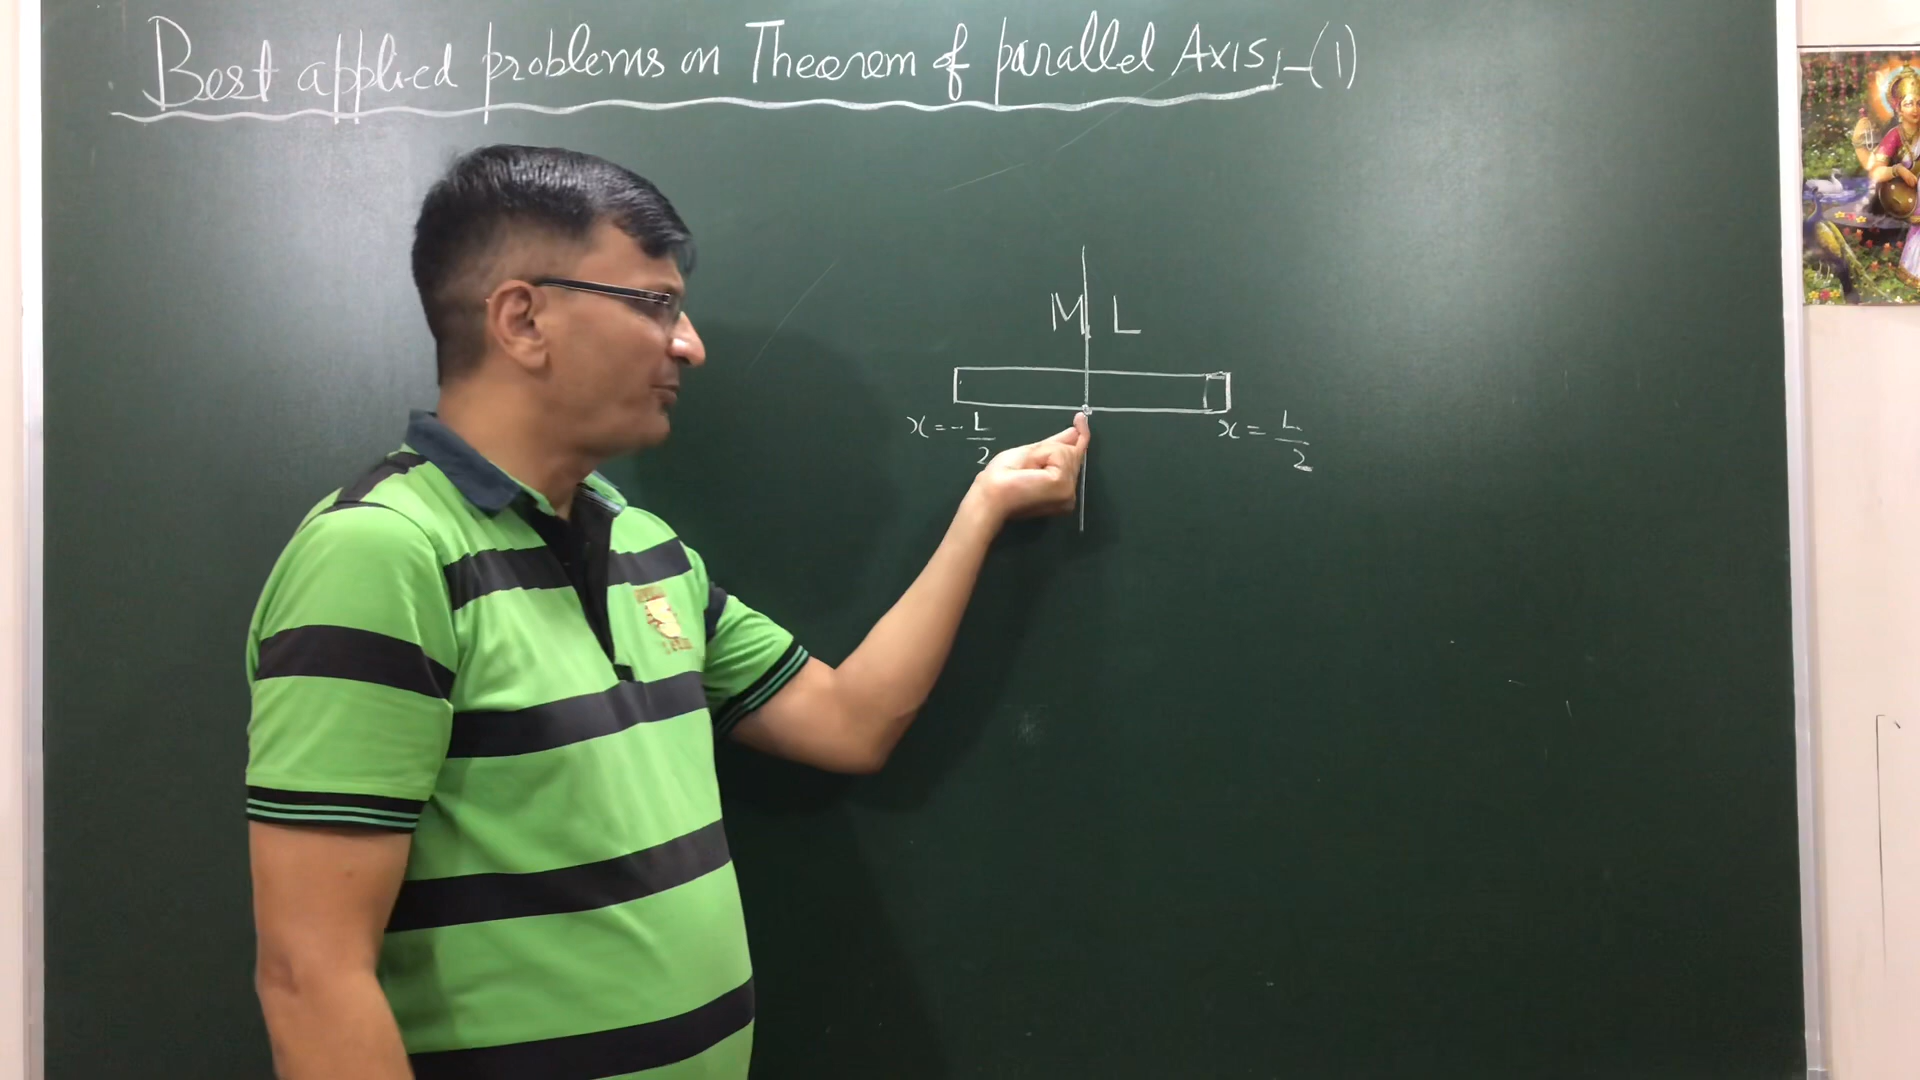 Best applied problems on Theorem of parallel Axis,-(1)
M L
x = - L/2
x = L/2